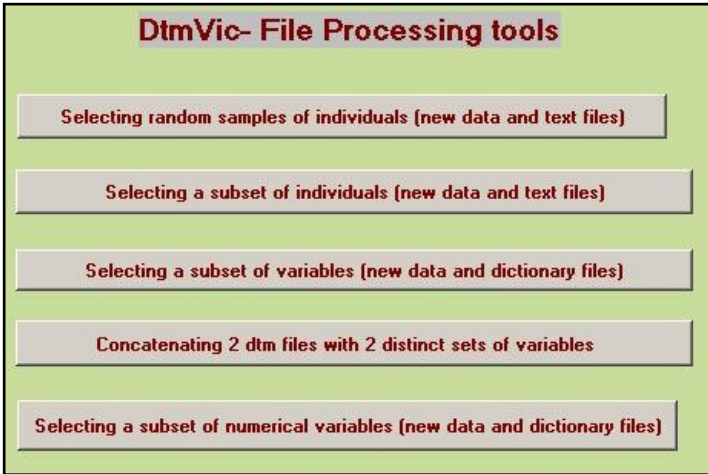 DtmVic- File Processing tools
Selecting random samples of individuals (new data and text files)
Selecting a subset of individuals (new data and text files)
Selecting a subset of variables (new data and dictionary files)
Concatenating 2 dtm files with 2 distinct sets of variables
Selecting a subset of numerical variables (new data and dictionary files)